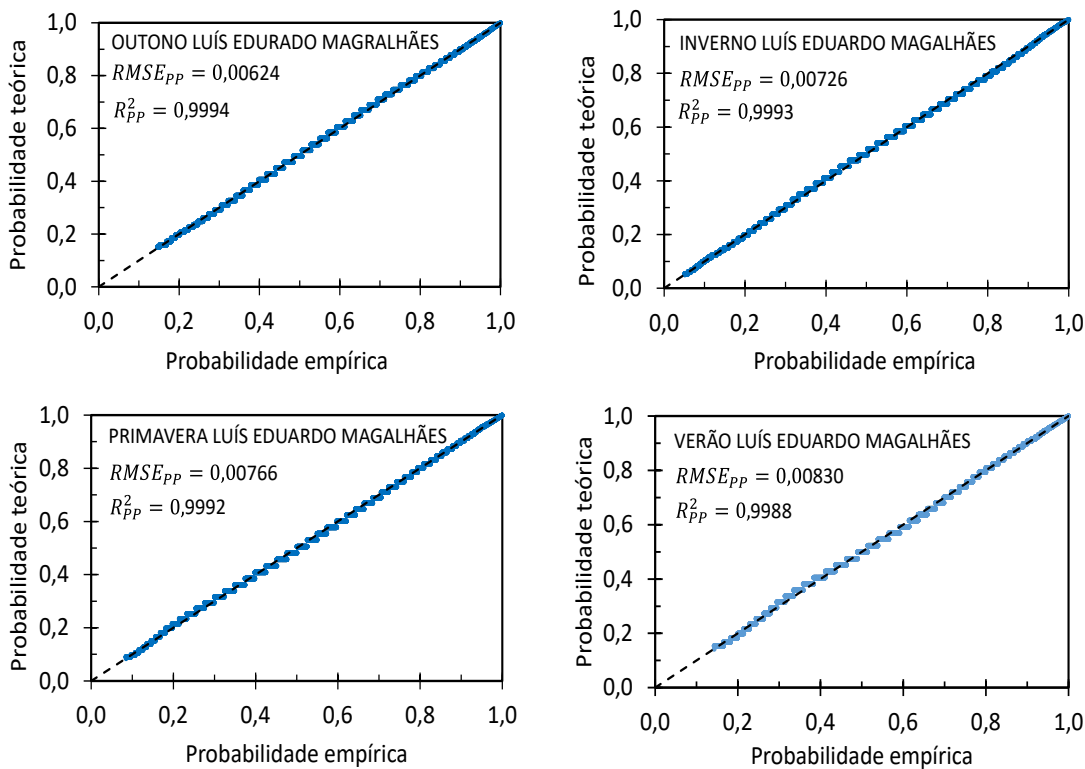 OUTONO LUÍS EDURADO MAGRALHÃES
RMSE_PP = 0,00624
R²_PP = 0,9994
Probabilidade teórica
1,0
0,8
0,6
0,4
0,2
0,0
0,0 0,2 0,4 0,6 0,8 1,0
Probabilidade empírica
INVERNO LUÍS EDUARDO MAGALHÃES
RMSE_PP = 0,00726
R²_PP = 0,9993
Probabilidade teórica
1,0
0,8
0,6
0,4
0,2
0,0
0,0 0,2 0,4 0,6 0,8 1,0
Probabilidade empírica
PRIMAVERA LUÍS EDUARDO MAGALHÃES
RMSE_PP = 0,00766
R²_PP = 0,9992
Probabilidade teórica
1,0
0,8
0,6
0,4
0,2
0,0
0,0 0,2 0,4 0,6 0,8 1,0
Probabilidade empírica
VERÃO LUÍS EDUARDO MAGALHÃES
RMSE_PP = 0,00830
R²_PP = 0,9988
Probabilidade teórica
1,0
0,8
0,6
0,4
0,2
0,0
0,0 0,2 0,4 0,6 0,8 1,0
Probabilidade empírica